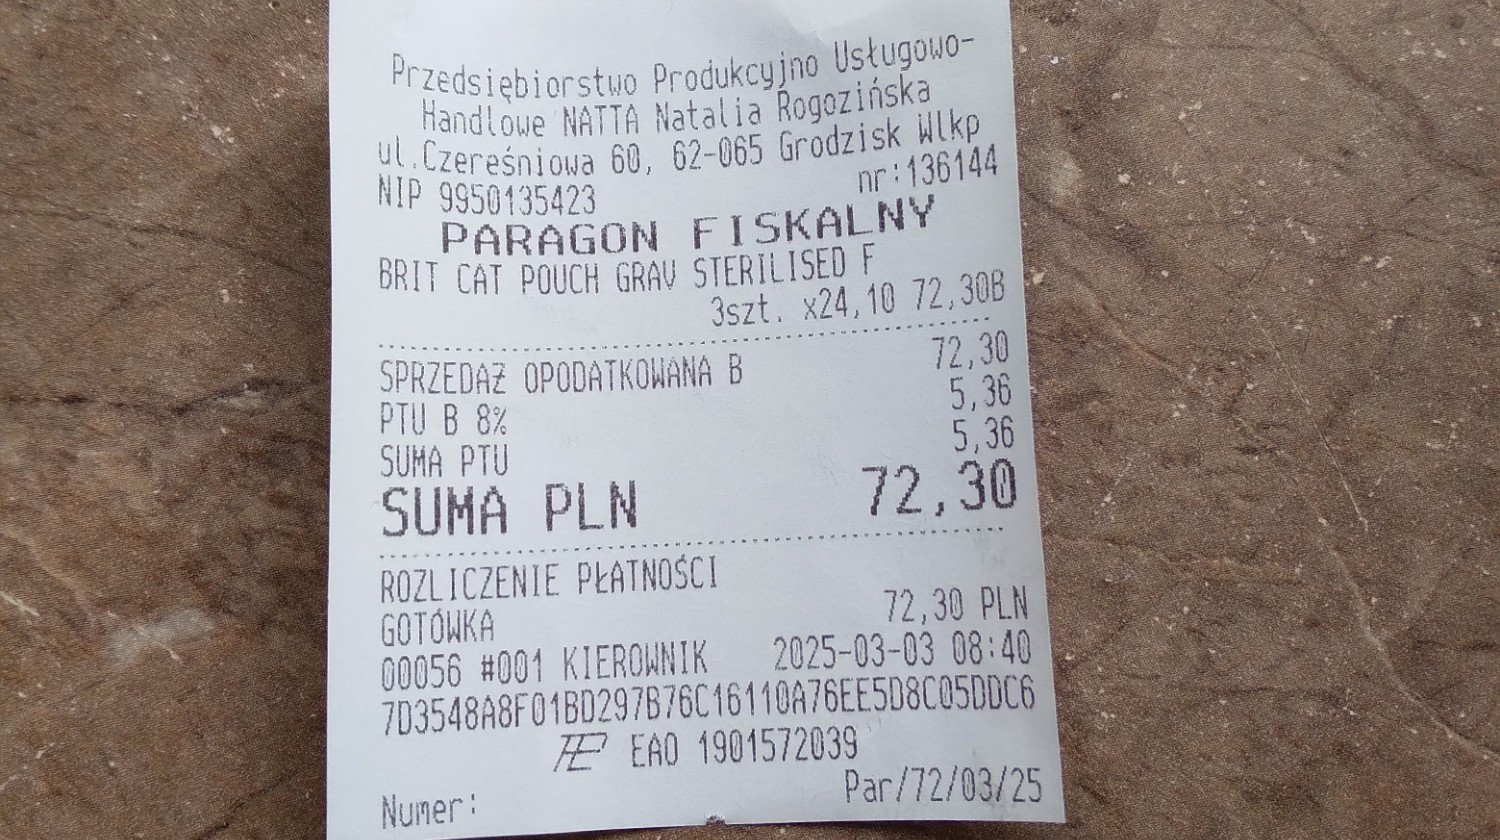 Przedsiębiorstwo Produkcyjno Usługowo-
Handlowe NATTA Natalia Rogozińska
ul.Czereśniowa 60, 62-065 Grodzisk Wlkp
NIP 9950135423 nr:136144
PARAGON FISKALNY
BRIT CAT POUCH GRAV STERILISED F
3szt. x24,10 72,30B
SPRZEDAŻ OPODATKOWANA B 72,30
PTU B 8% 5,36
SUMA PTU 5,36
SUMA PLN 72,30
ROZLICZENIE PŁATNOŚCI
GOTÓWKA 72,30 PLN
00056 #001 KIEROWNIK 2025-03-03 08:40
7D3548A8F01BD297B76C16110A76EE5D8C05DDC6
EAO 1901572039
Numer: Par/72/03/25